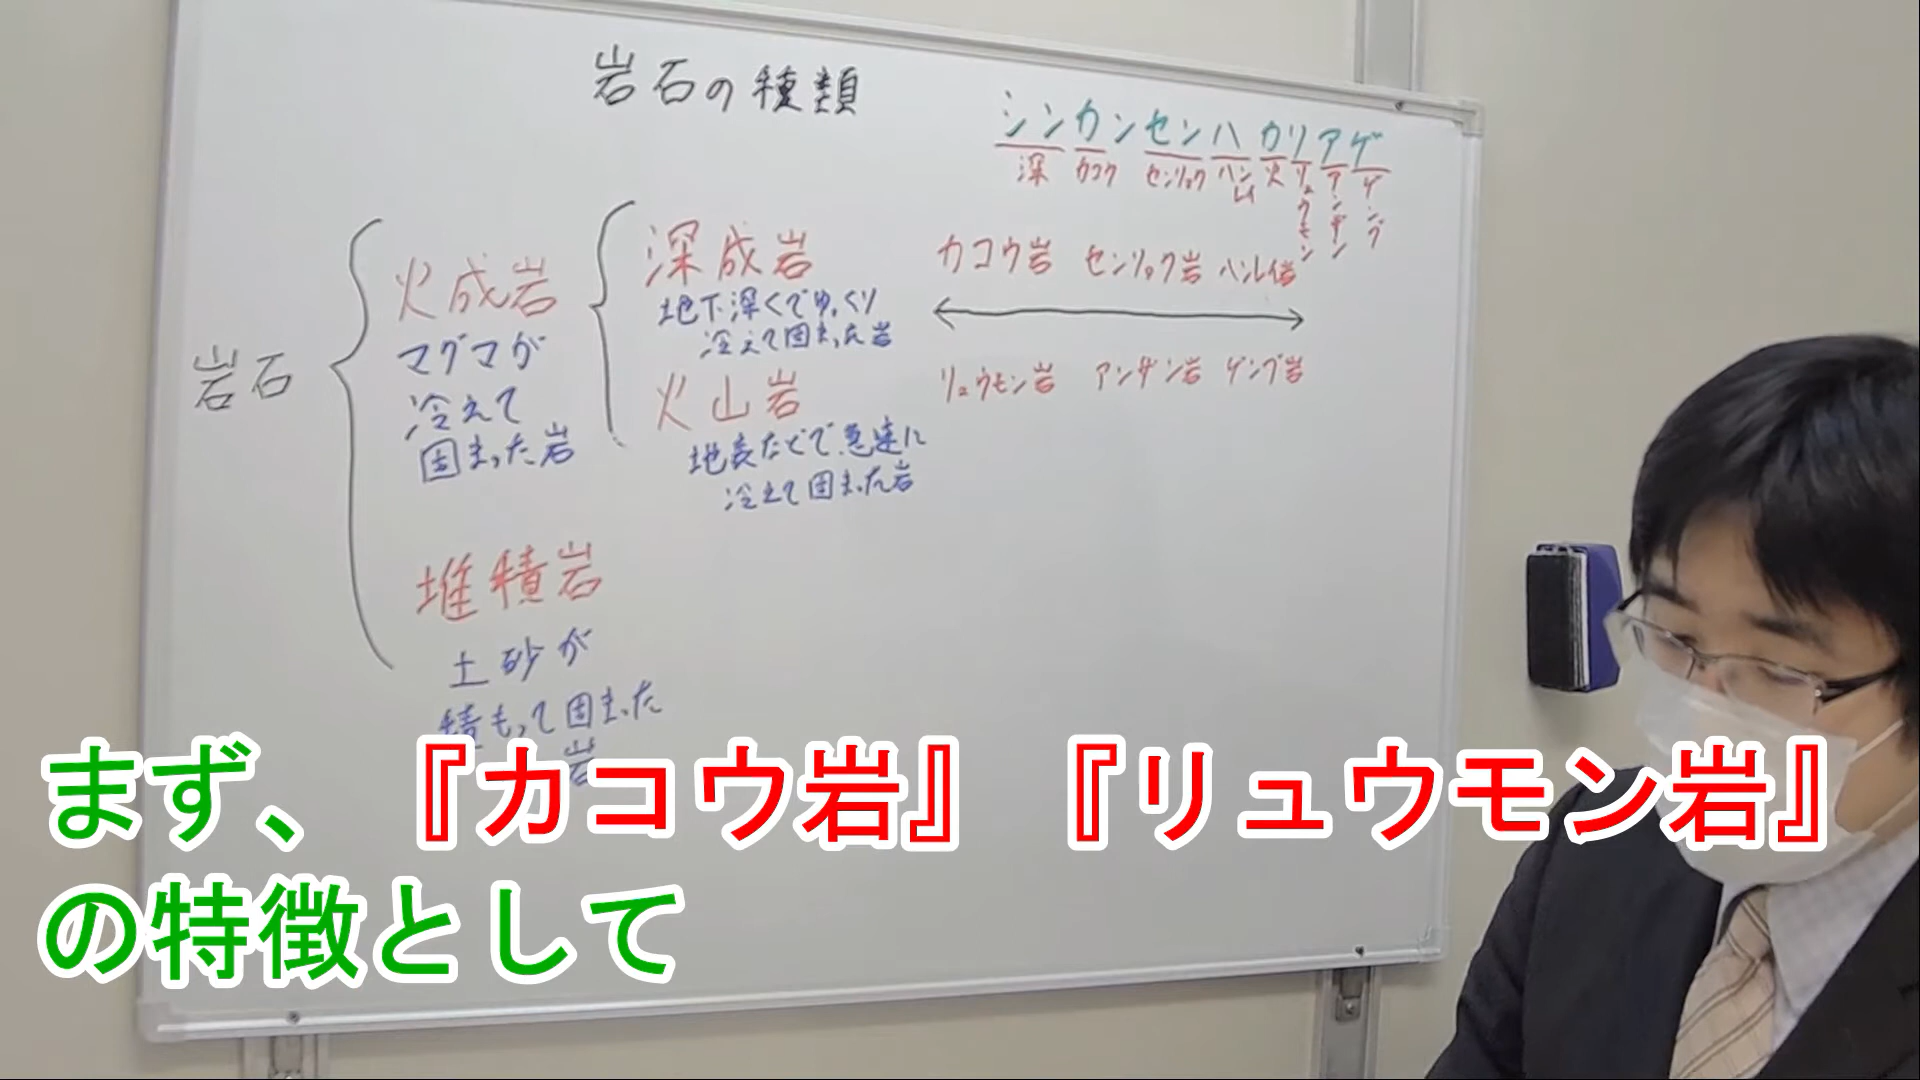 岩石の種類
シンカンセンハカリアゲ
深 カコウ センリョク ハンレイ 火 リュウモン アンザン ゲンブ
岩石
火成岩
マグマが
冷えて
固まった岩
深成岩
地下深くでゆっくり
冷えて固まった岩
火山岩
地表などで急速に
冷えて固まった岩
カコウ岩 センリョク岩 ハンレイ岩
リュウモン岩 アンザン岩 ゲンブ岩
堆積岩
土砂が
積もって固まった
岩
まず、『カコウ岩』『リュウモン岩』
の特徴として